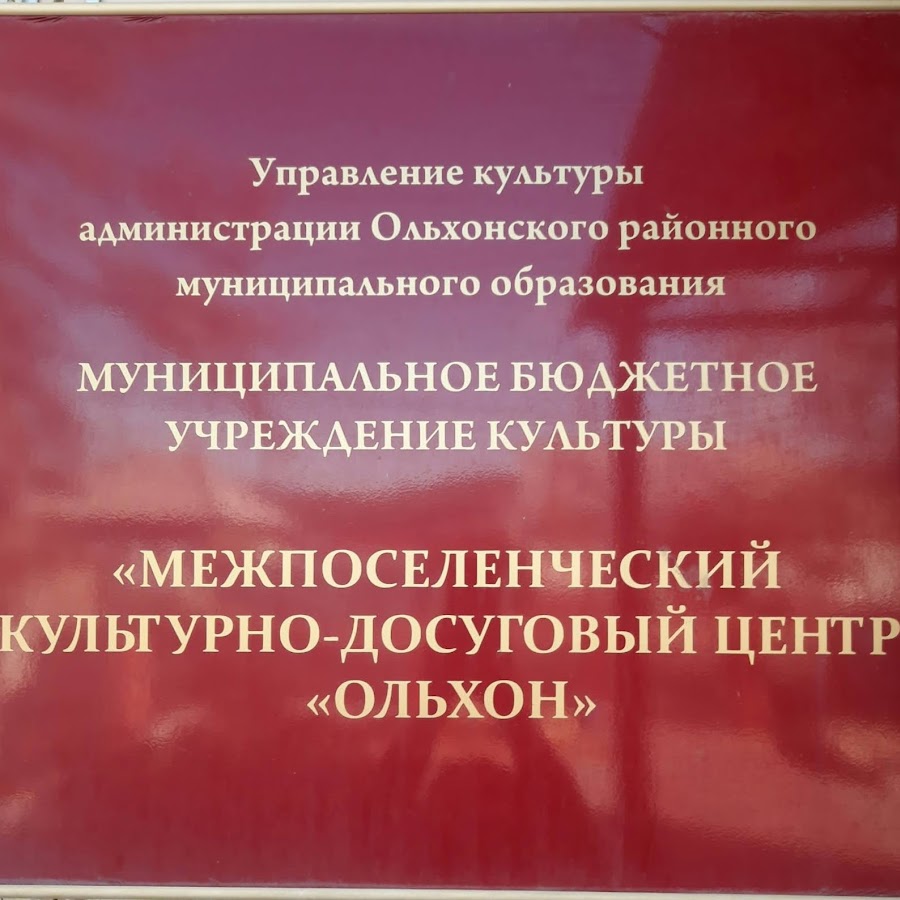 Управление культуры
администрации Ольхонского районного
муниципального образования
МУНИЦИПАЛЬНОЕ БЮДЖЕТНОЕ
УЧРЕЖДЕНИЕ КУЛЬТУРЫ
«МЕЖПОСЕЛЕНЧЕСКИЙ
КУЛЬТУРНО-ДОСУГОВЫЙ ЦЕНТР
«ОЛЬХОН»